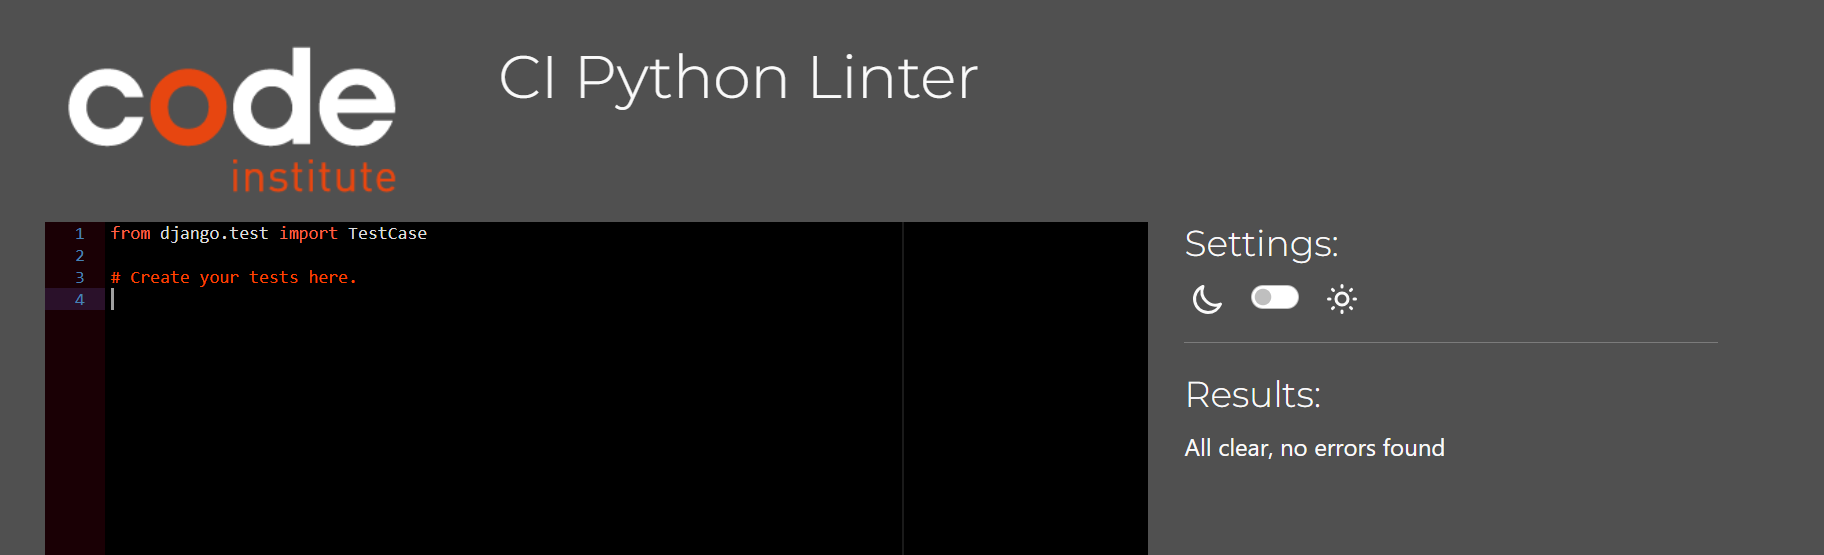 code
institute
CI Python Linter
1 from django.test import TestCase
2
3 # Create your tests here.
4
Settings:
Results:
All clear, no errors found